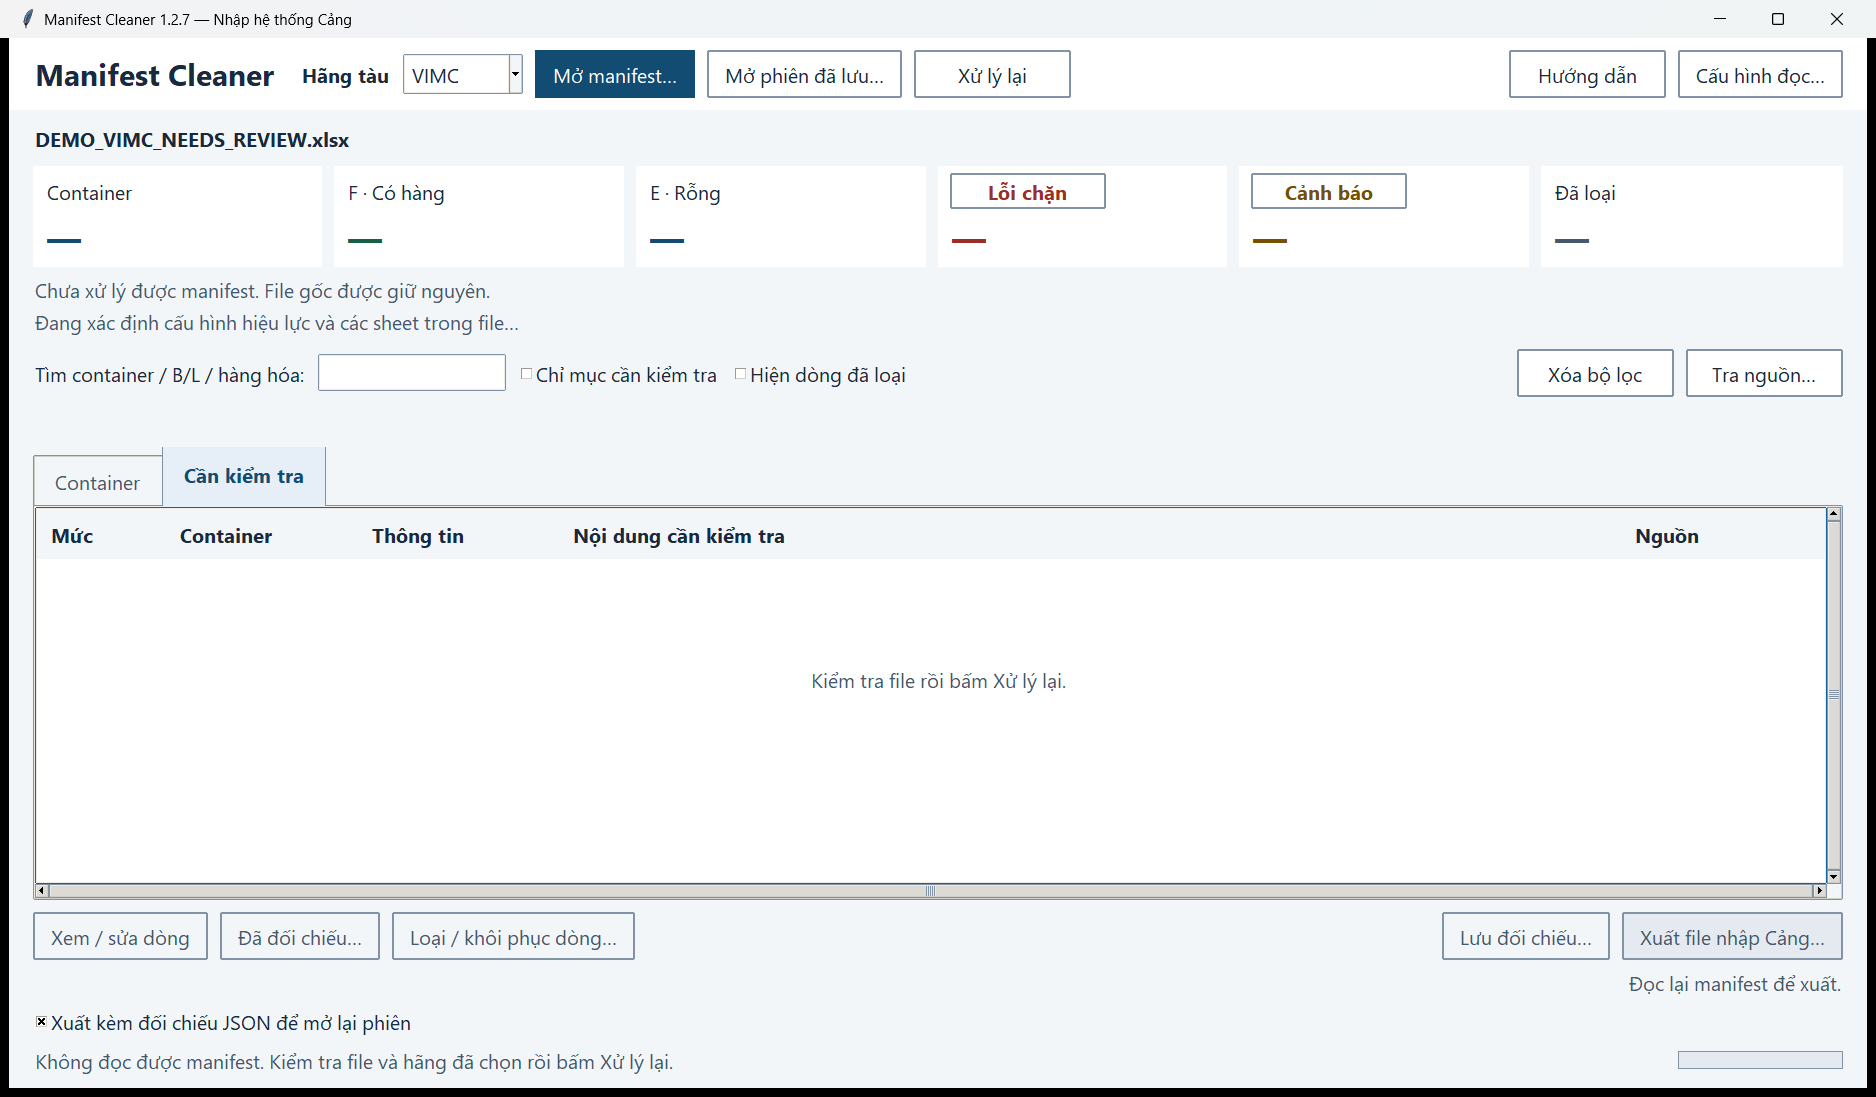 Manifest Cleaner 1.2.7 — Nhập hệ thống Cảng
Manifest Cleaner Hãng tàu VIMC Mở manifest... Mở phiên đã lưu... Xử lý lại Hướng dẫn Cấu hình đọc...
DEMO_VIMC_NEEDS_REVIEW.xlsx
Container F · Có hàng E · Rỗng Lỗi chặn Cảnh báo Đã loại
— — — — — —
Chưa xử lý được manifest. File gốc được giữ nguyên.
Đang xác định cấu hình hiệu lực và các sheet trong file...
Tìm container / B/L / hàng hóa: Chỉ mục cần kiểm tra Hiện dòng đã loại Xóa bộ lọc Tra nguồn...
Container Cần kiểm tra
Mức Container Thông tin Nội dung cần kiểm tra Nguồn
Kiểm tra file rồi bấm Xử lý lại.
Xem / sửa dòng Đã đối chiếu... Loại / khôi phục dòng... Lưu đối chiếu... Xuất file nhập Cảng...
Đọc lại manifest để xuất.
Xuất kèm đối chiếu JSON để mở lại phiên
Không đọc được manifest. Kiểm tra file và hãng đã chọn rồi bấm Xử lý lại.